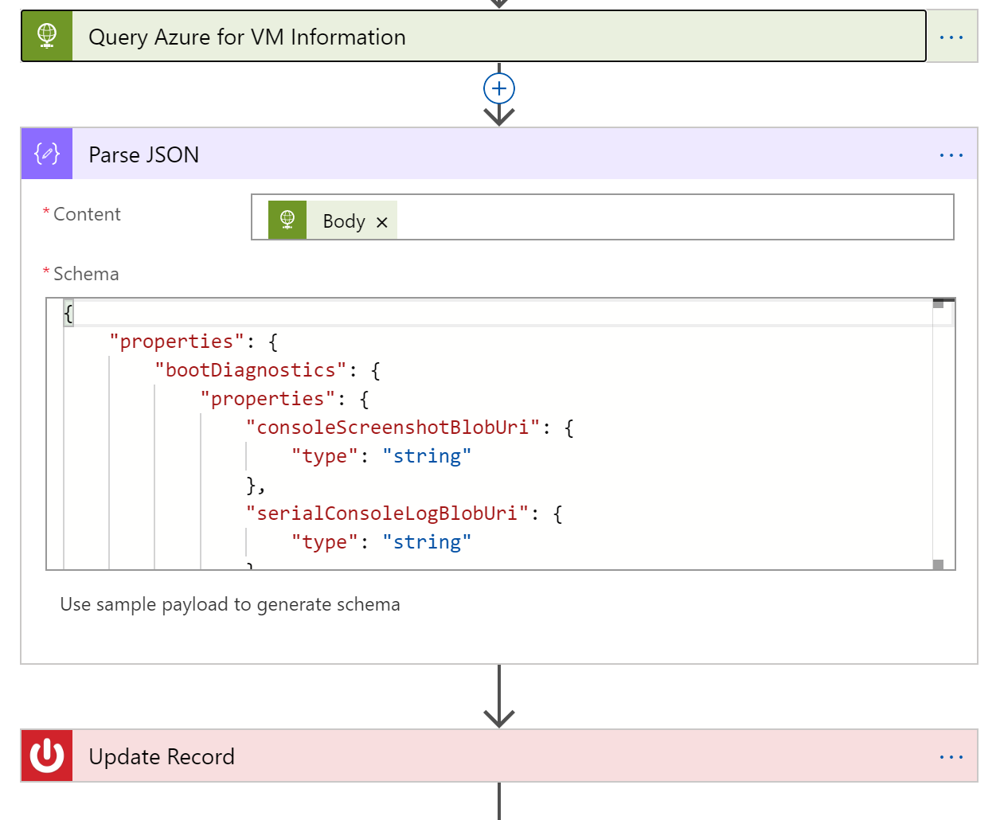 Query Azure for VM Information
...
Parse JSON
...
* Content
Body ×
* Schema
{
"properties": {
"bootDiagnostics": {
"properties": {
"consoleScreenshotBlobUri": {
"type": "string"
},
"serialConsoleLogBlobUri": {
"type": "string"
}
Use sample payload to generate schema
Update Record
...